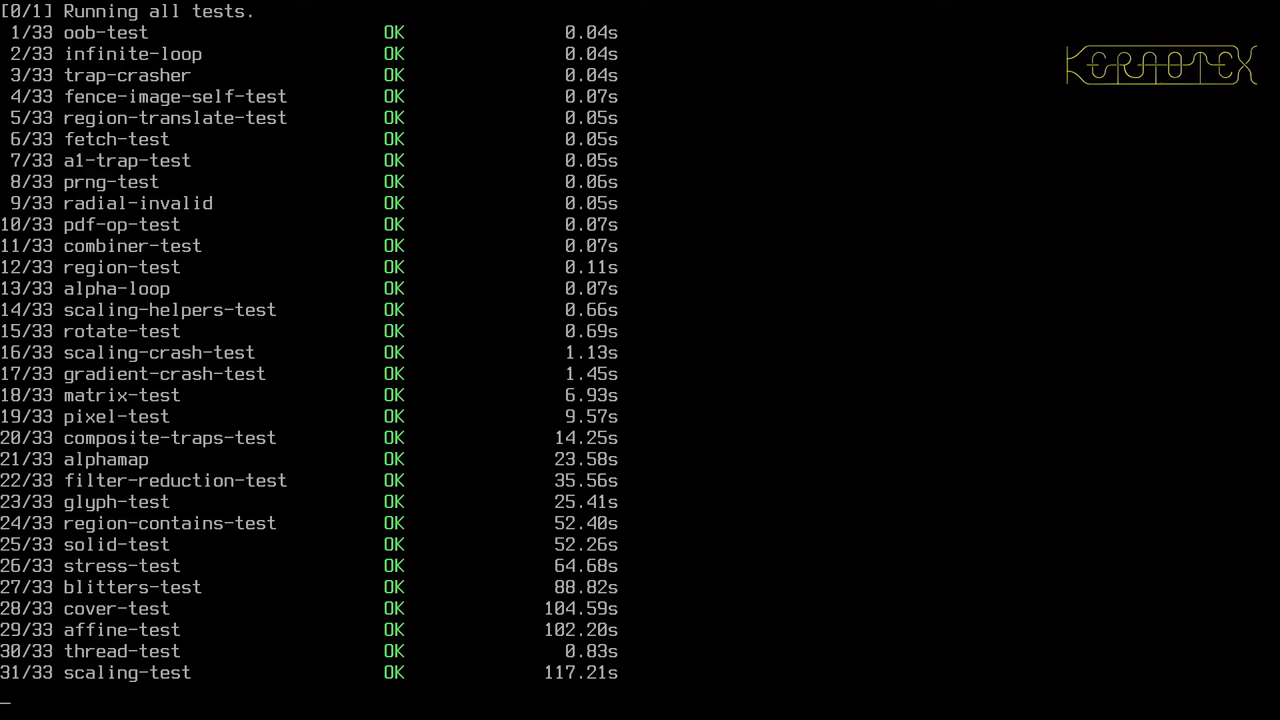 [0/1] Running all tests.
 1/33 oob-test OK 0.04s
 2/33 infinite-loop OK 0.04s
 3/33 trap-crasher OK 0.04s
 4/33 fence-image-self-test OK 0.07s
 5/33 region-translate-test OK 0.05s
 6/33 fetch-test OK 0.05s
 7/33 a1-trap-test OK 0.05s
 8/33 prng-test OK 0.06s
 9/33 radial-invalid OK 0.05s
10/33 pdf-op-test OK 0.07s
11/33 combiner-test OK 0.07s
12/33 region-test OK 0.11s
13/33 alpha-loop OK 0.07s
14/33 scaling-helpers-test OK 0.66s
15/33 rotate-test OK 0.69s
16/33 scaling-crash-test OK 1.13s
17/33 gradient-crash-test OK 1.45s
18/33 matrix-test OK 6.93s
19/33 pixel-test OK 9.57s
20/33 composite-traps-test OK 14.25s
21/33 alphamap OK 23.58s
22/33 filter-reduction-test OK 35.56s
23/33 glyph-test OK 25.41s
24/33 region-contains-test OK 52.40s
25/33 solid-test OK 52.26s
26/33 stress-test OK 64.68s
27/33 blitters-test OK 88.82s
28/33 cover-test OK 104.59s
29/33 affine-test OK 102.20s
30/33 thread-test OK 0.83s
31/33 scaling-test OK 117.21s
_
KERNOTEX